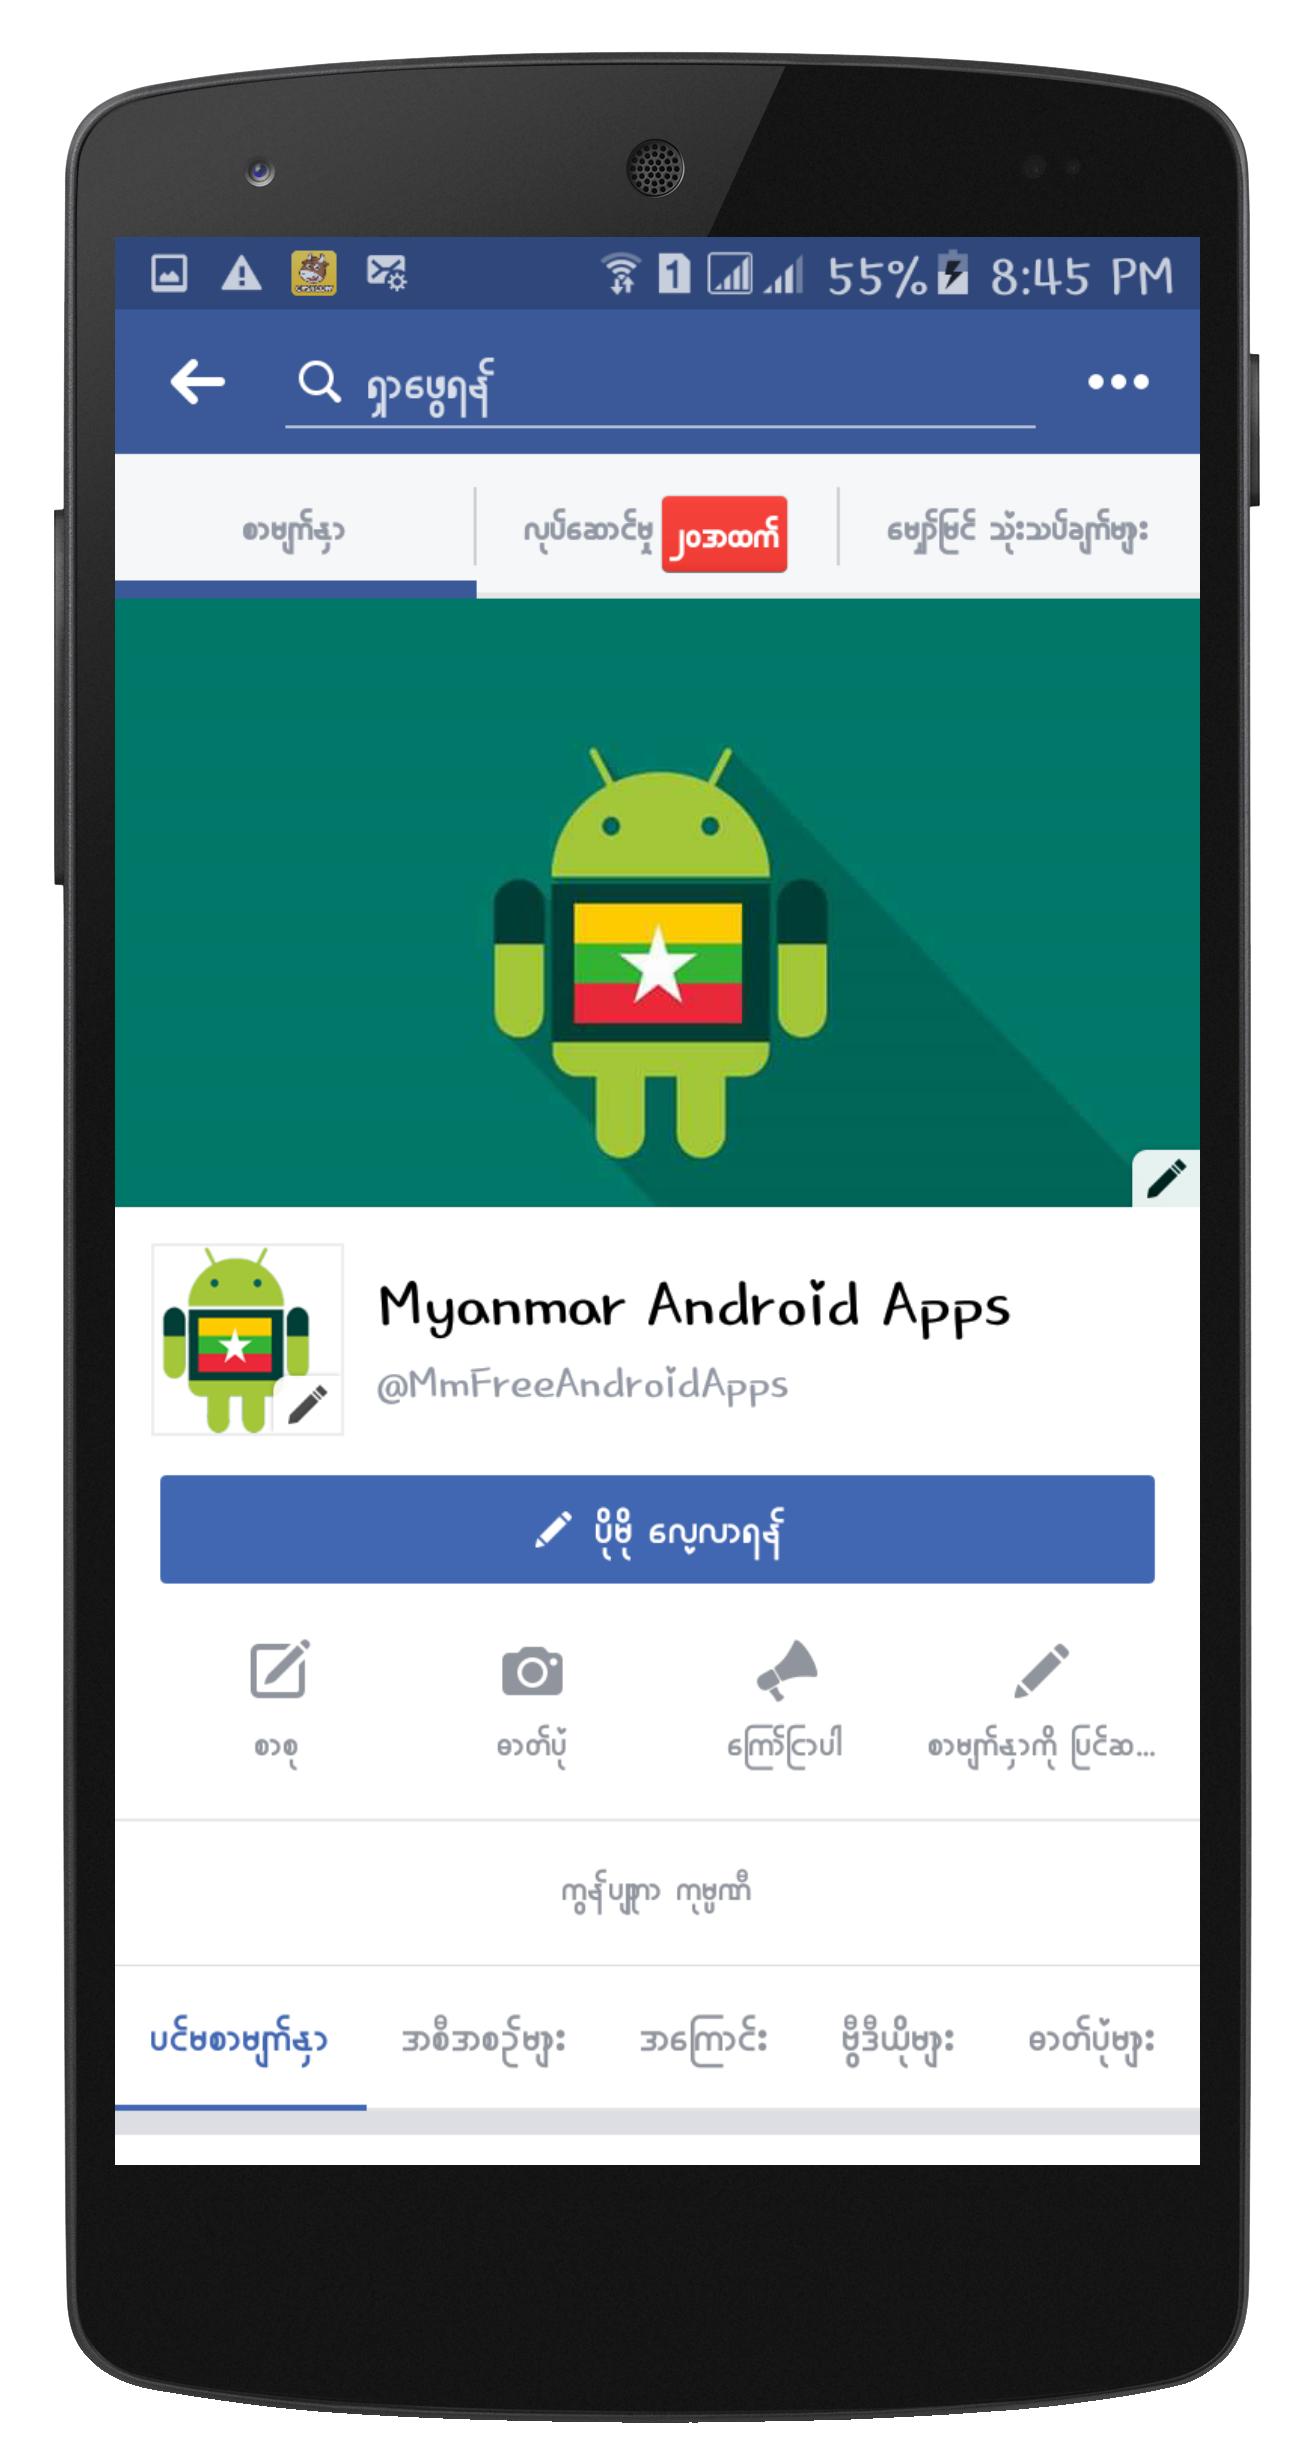 55% 8:45 PM
ရှာဖွေရန်
စာမျက်နှာ
လုပ်ဆောင်မှု ၂၀အထက်
မျှော်မြင် သုံးသပ်ချက်များ
Myanmar Android Apps
@MmFreeAndroidApps
ပိုမို လေ့လာရန်
စာစု
ဓာတ်ပုံ
ကြော်ငြာပါ
စာမျက်နှာကို ပြင်ဆ...
ကွန်ပျူတာ ကုမ္ပဏီ
ပင်မစာမျက်နှာ အစီအစဉ်များ အကြောင်း ဗွီဒီယိုများ ဓာတ်ပုံများ